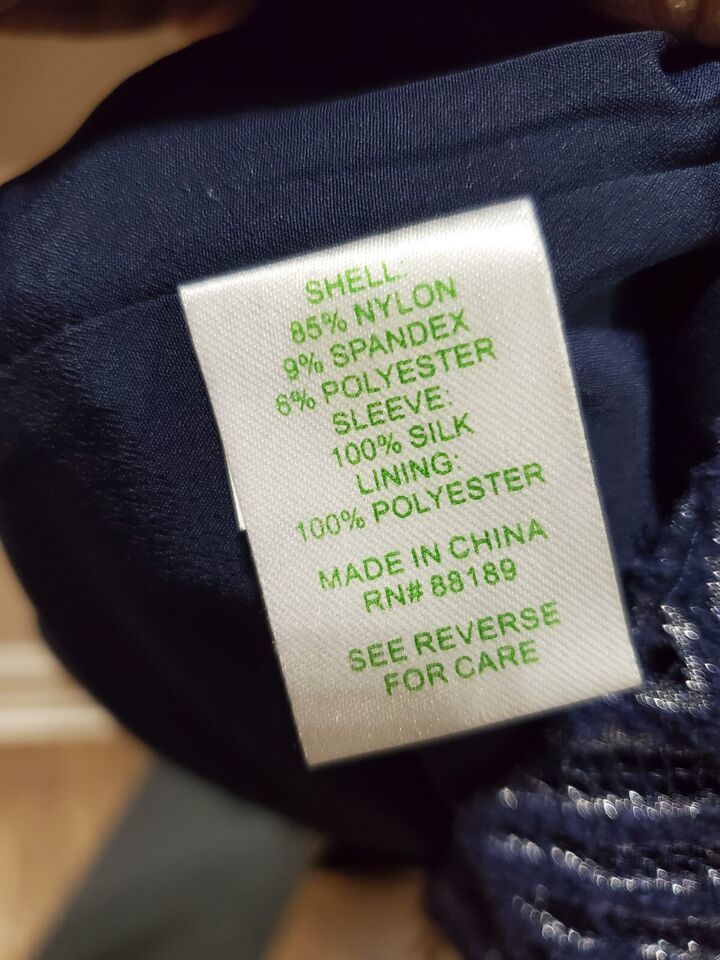 SHELL:
85% NYLON
9% SPANDEX
6% POLYESTER
SLEEVE:
100% SILK
LINING:
100% POLYESTER
MADE IN CHINA
RN# 88189
SEE REVERSE
FOR CARE